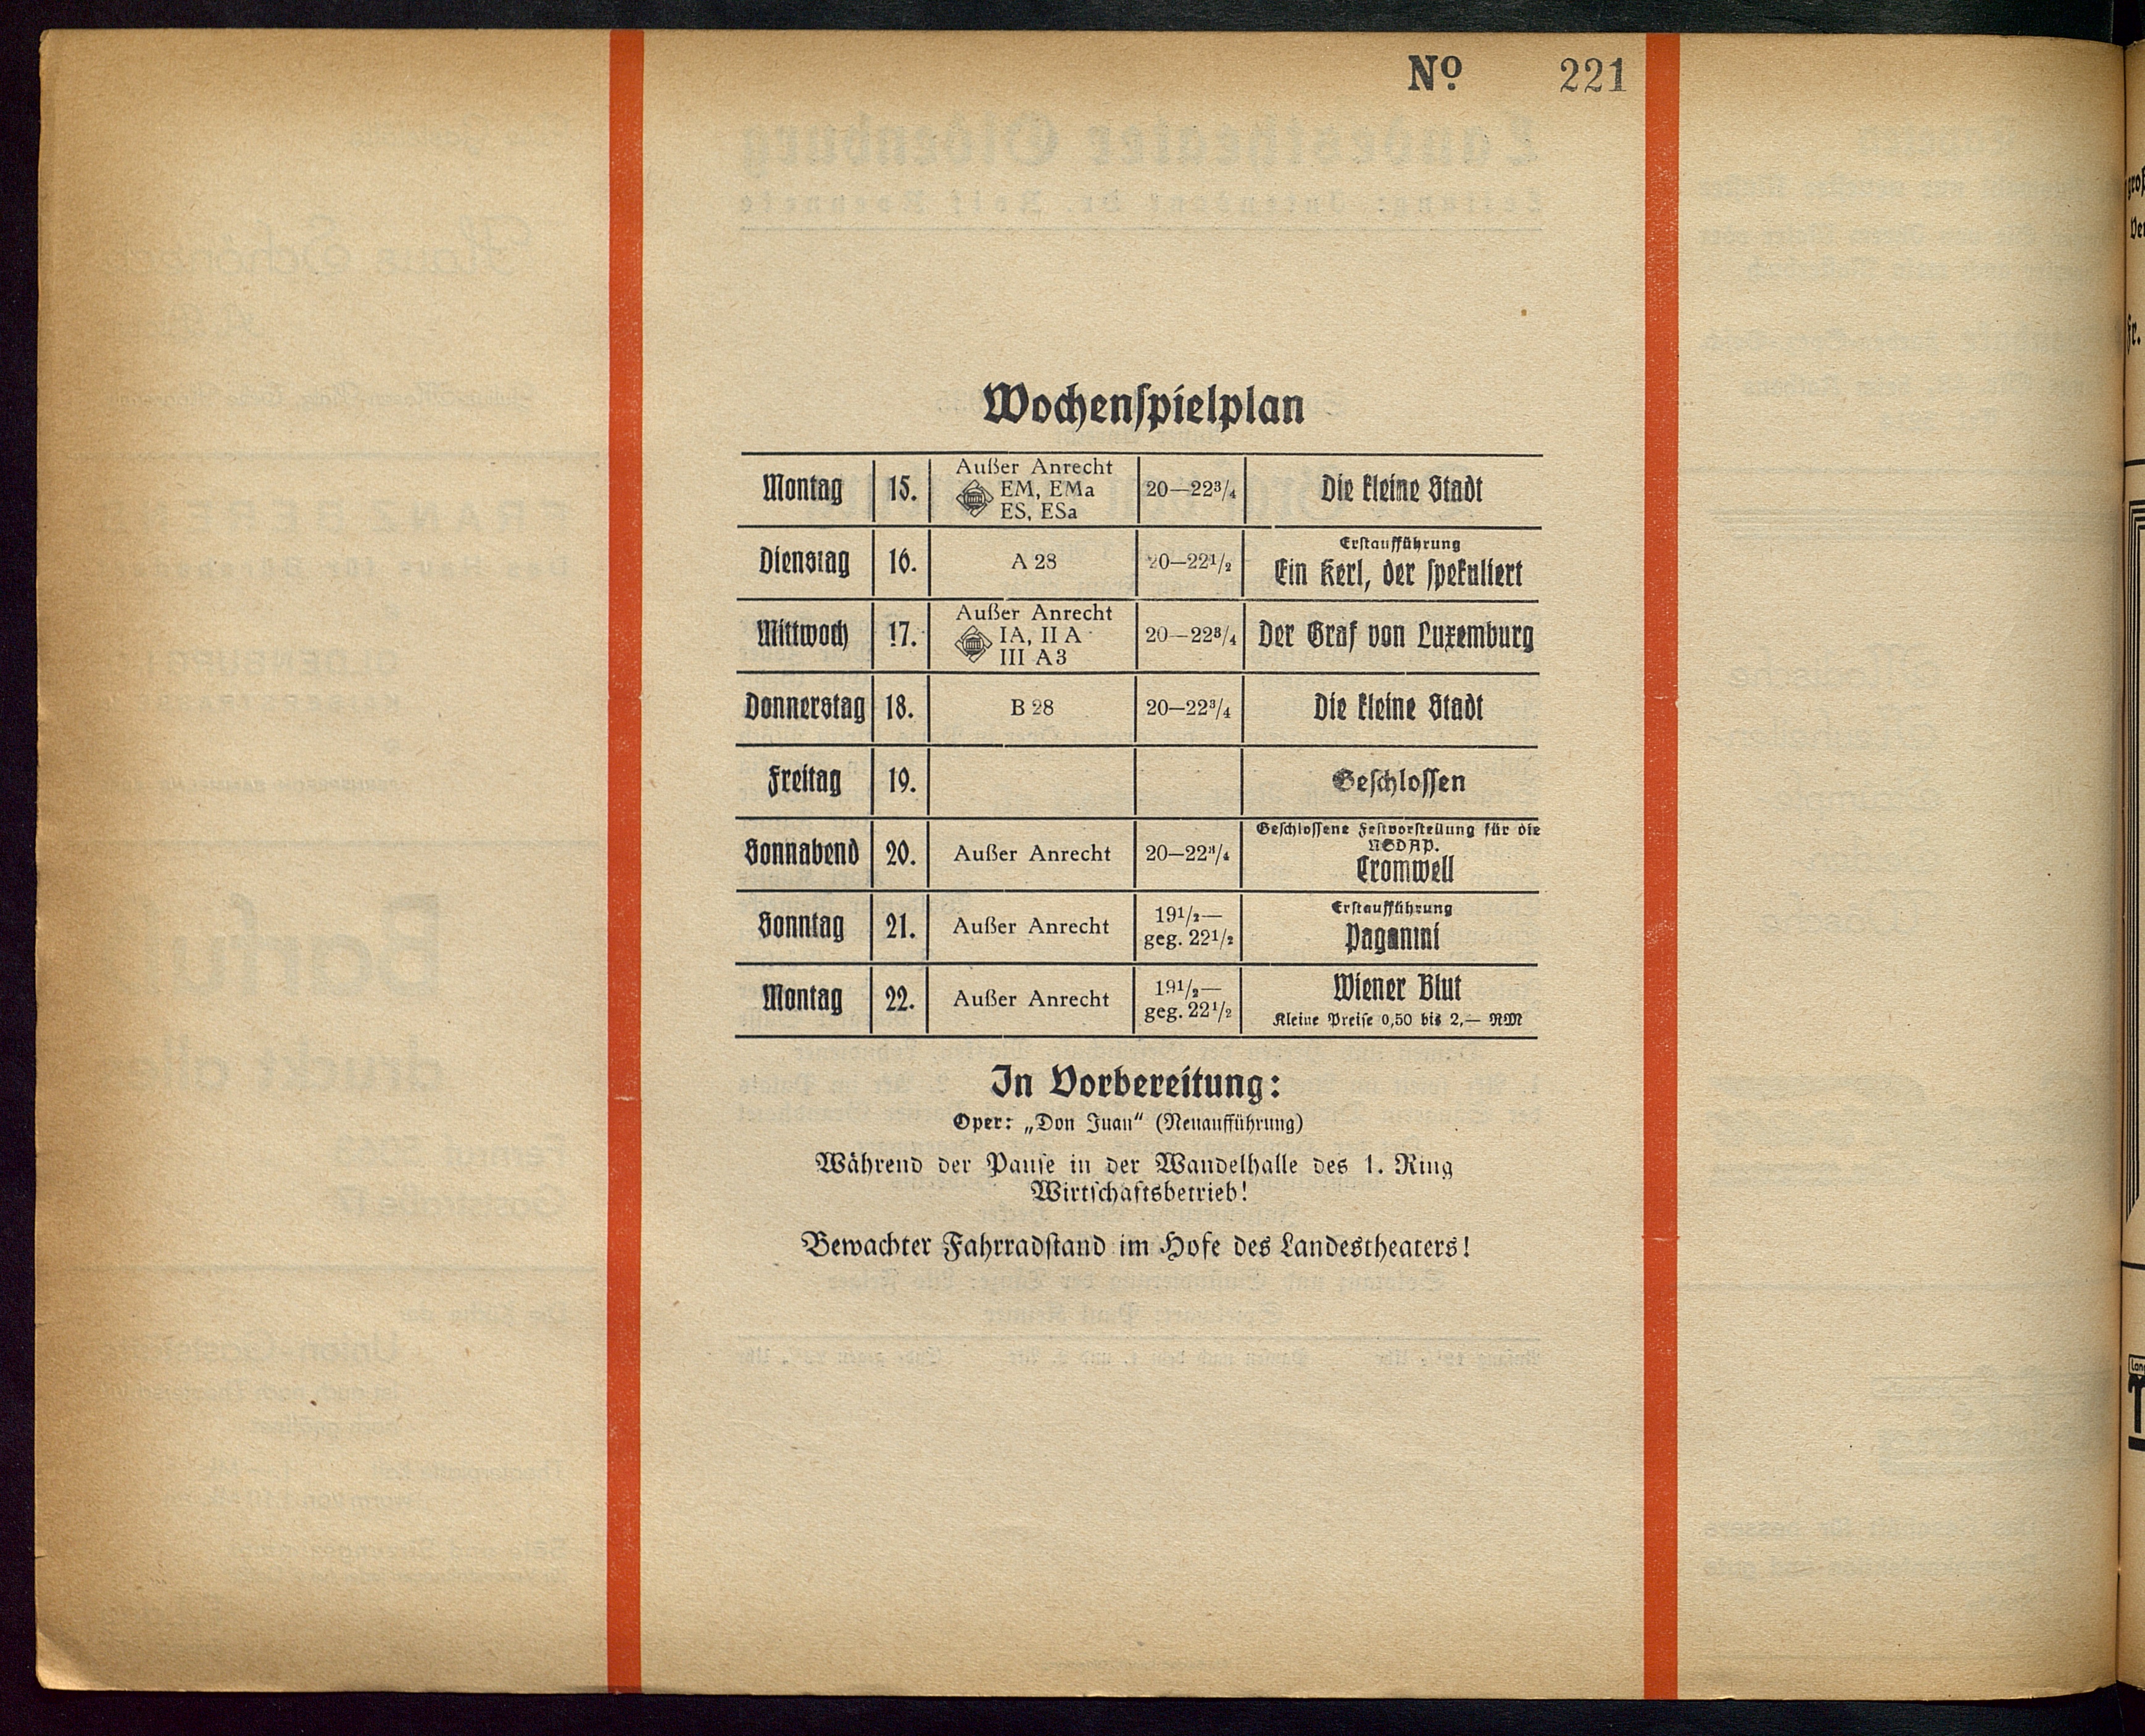 No 221
Wochenspielplan
Montag 15. Außer Anrecht EM, EMa ES, ESa 20—22³/₄ Die kleine Stadt
Dienstag 16. A 28 20—22¹/₂ Erstaufführung Ein Kerl, der spekuliert
Mittwoch 17. Außer Anrecht IA, II A III A3 20—22³/₄ Der Graf von Luxemburg
Donnerstag 18. B 28 20—22³/₄ Die kleine Stadt
Freitag 19. Geschlossen
Sonnabend 20. Außer Anrecht 20—22³/₄ Geschlossene Festvorstellung für die NSDAP. Cromwell
Sonntag 21. Außer Anrecht 19¹/₂— geg. 22¹/₂ Erstaufführung Paganini
Montag 22. Außer Anrecht 19¹/₂— geg. 22¹/₂ Wiener Blut Kleine Preise 0,50 bis 2,— RM
In Vorbereitung:
Oper: „Don Juan“ (Neuaufführung)
Während der Pause in der Wandelhalle des 1. Ring
Wirtschaftsbetrieb!
Bewachter Fahrradstand im Hofe des Landestheaters!